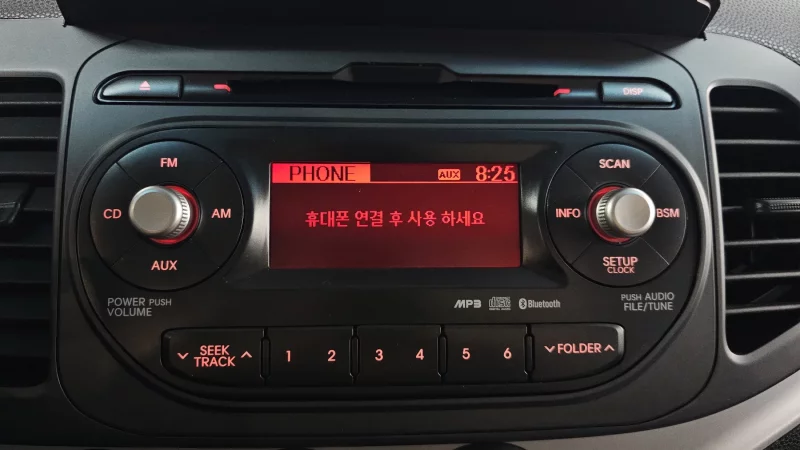 DISP
FM
CD
AM
AUX
POWER PUSH
VOLUME
PHONE AUX 8:25
휴대폰 연결 후 사용 하세요
SCAN
INFO
BSM
SETUP
CLOCK
PUSH AUDIO
FILE/TUNE
MP3 Bluetooth
SEEK
TRACK
1 2 3 4 5 6
FOLDER